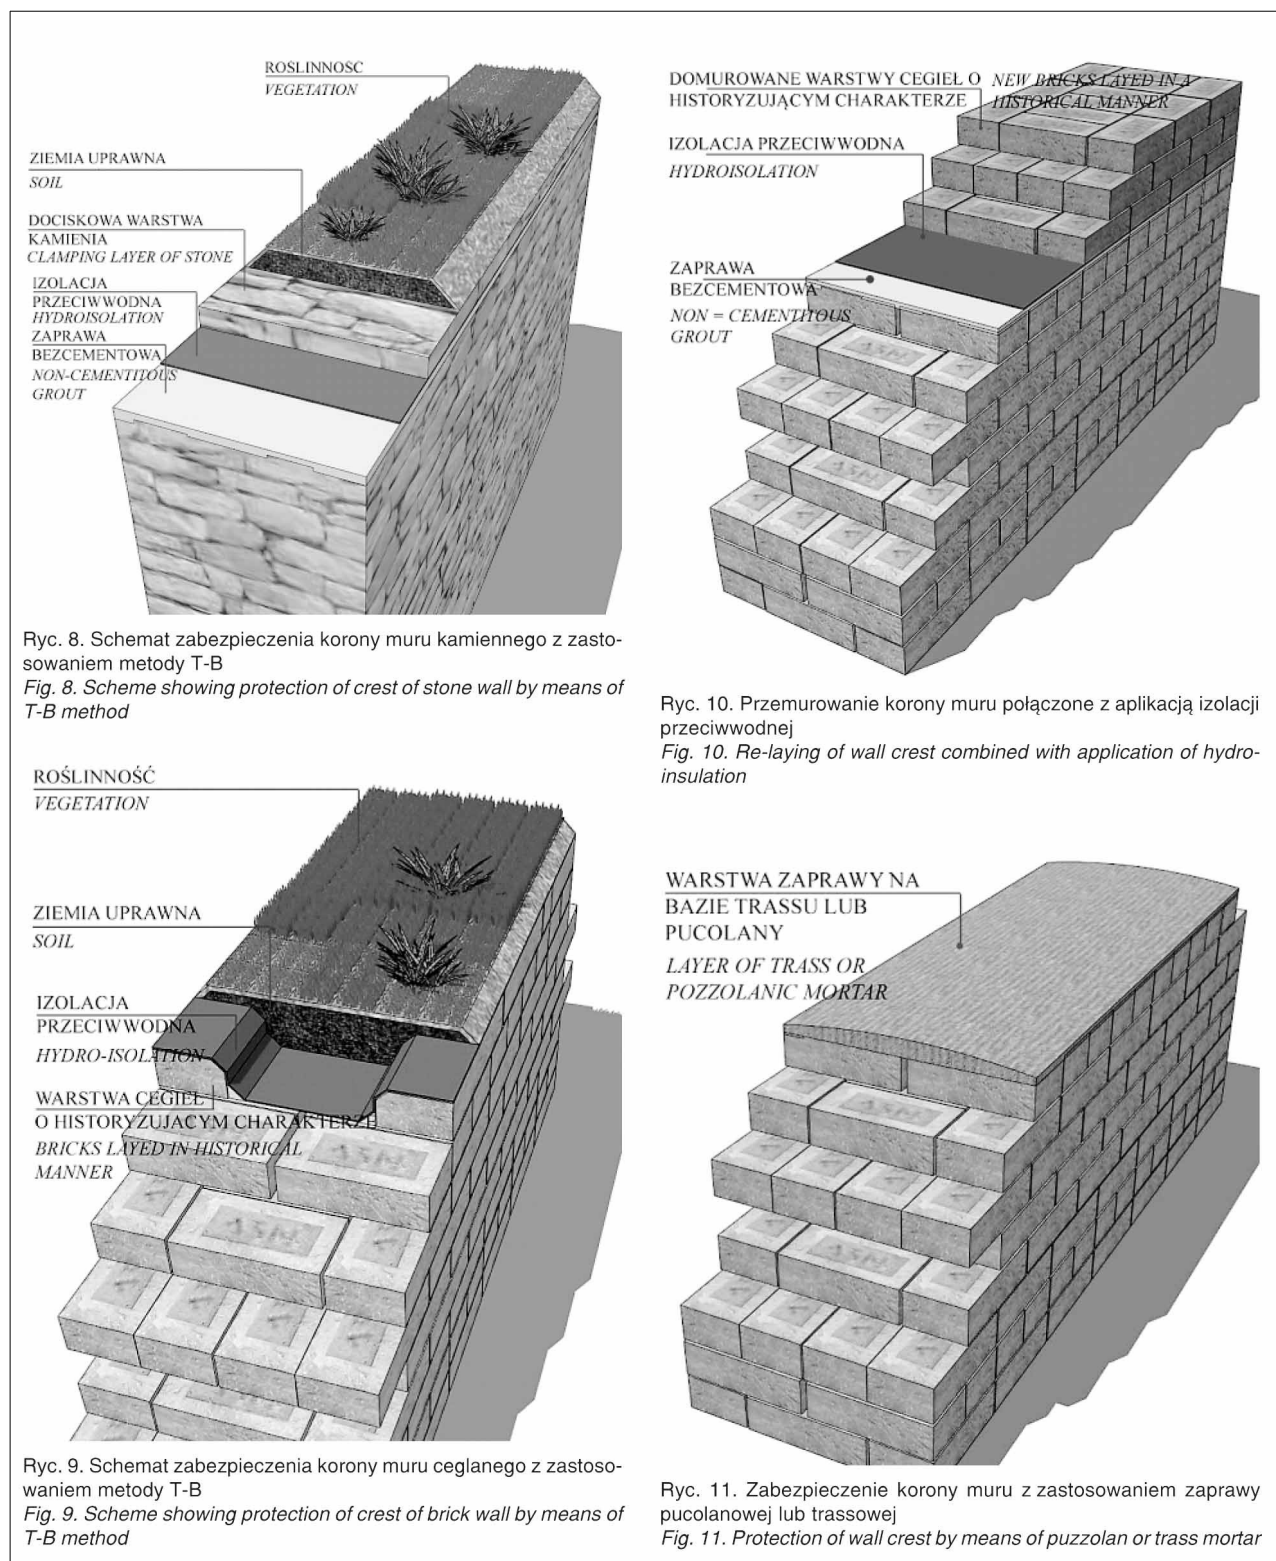 ROSLINNOSC
VEGETATION
ZIEMIA UPRAWNA
SOIL
DOCISKOWA WARSTWA
KAMIENIA
CLAMPING LAYER OF STONE
IZOLACJA
PRZECIWWODNA
HYDROISOLATION
ZAPRAWA
BEZCEMENTOWA
NON-CEMENTITOUS
GROUT
Ryc. 8. Schemat zabezpieczenia korony muru kamiennego z zasto-
sowaniem metody T-B
Fig. 8. Scheme showing protection of crest of stone wall by means of
T-B method
ROŚLINNOŚĆ
VEGETATION
ZIEMIA UPRAWNA
SOIL
IZOLACJA
PRZECIWWODNA
HYDRO-ISOLATION
WARSTWA CEGIEŁ
O HISTORYZUJACYM CHARAKTERZE
BRICKS LAYED IN HISTORICAL
MANNER
Ryc. 9. Schemat zabezpieczenia korony muru ceglanego z zastoso-
waniem metody T-B
Fig. 9. Scheme showing protection of crest of brick wall by means of
T-B method
DOMUROWANE WARSTWY CEGIEŁ O
HISTORYZUJĄCYM CHARAKTERZE
NEW BRICKS LAYED IN A
HISTORICAL MANNER
IZOLACJA PRZECIWWODNA
HYDROISOLATION
ZAPRAWA
BEZCEMENTOWA
NON = CEMENTITOUS
GROUT
Ryc. 10. Przemurowanie korony muru połączone z aplikacją izolacji
przeciwwodnej
Fig. 10. Re-laying of wall crest combined with application of hydro-
insulation
WARSTWA ZAPRAWY NA
BAZIE TRASSU LUB
PUCOLANY
LAYER OF TRASS OR
POZZOLANIC MORTAR
Ryc. 11. Zabezpieczenie korony muru z zastosowaniem zaprawy
pucolanowej lub trassowej
Fig. 11. Protection of wall crest by means of puzzolan or trass mortar